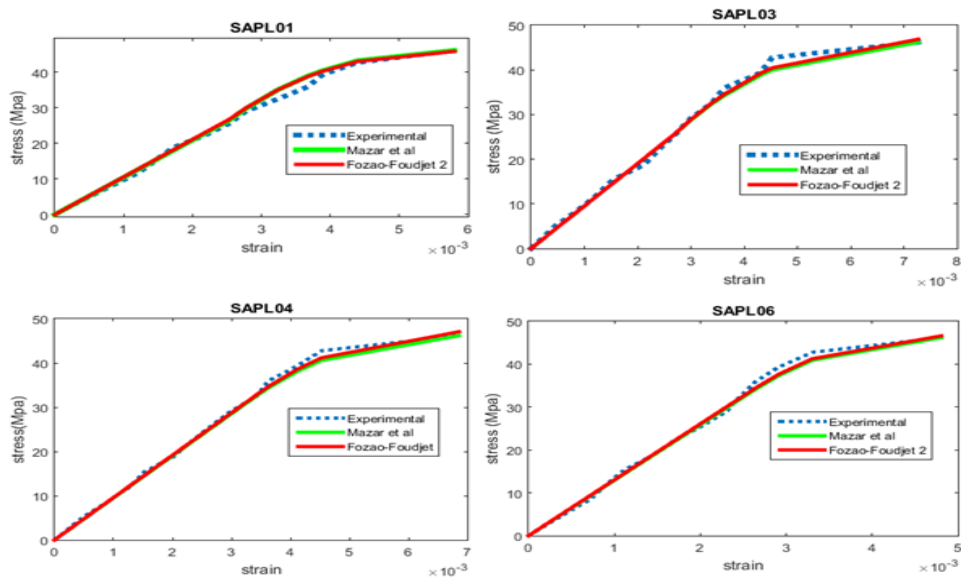 SAPL01
stress (Mpa)
40
30
20
10
0
Experimental
Mazar et al
Fozao-Foudjet 2
0 1 2 3 4 5 6
strain
× 10⁻³
SAPL03
stress (Mpa)
50
40
30
20
10
0
Experimental
Mazar et al
Fozao-Foudjet 2
0 1 2 3 4 5 6 7 8
strain
× 10⁻³
SAPL04
stress(Mpa)
50
40
30
20
10
0
Experimental
Mazar et al
Fozao-Foudjet
0 1 2 3 4 5 6 7
strain
× 10⁻³
SAPL06
stress (Mpa)
50
40
30
20
10
0
Experimental
Mazar et al
Fozao-Foudjet 2
0 1 2 3 4 5
strain
× 10⁻³